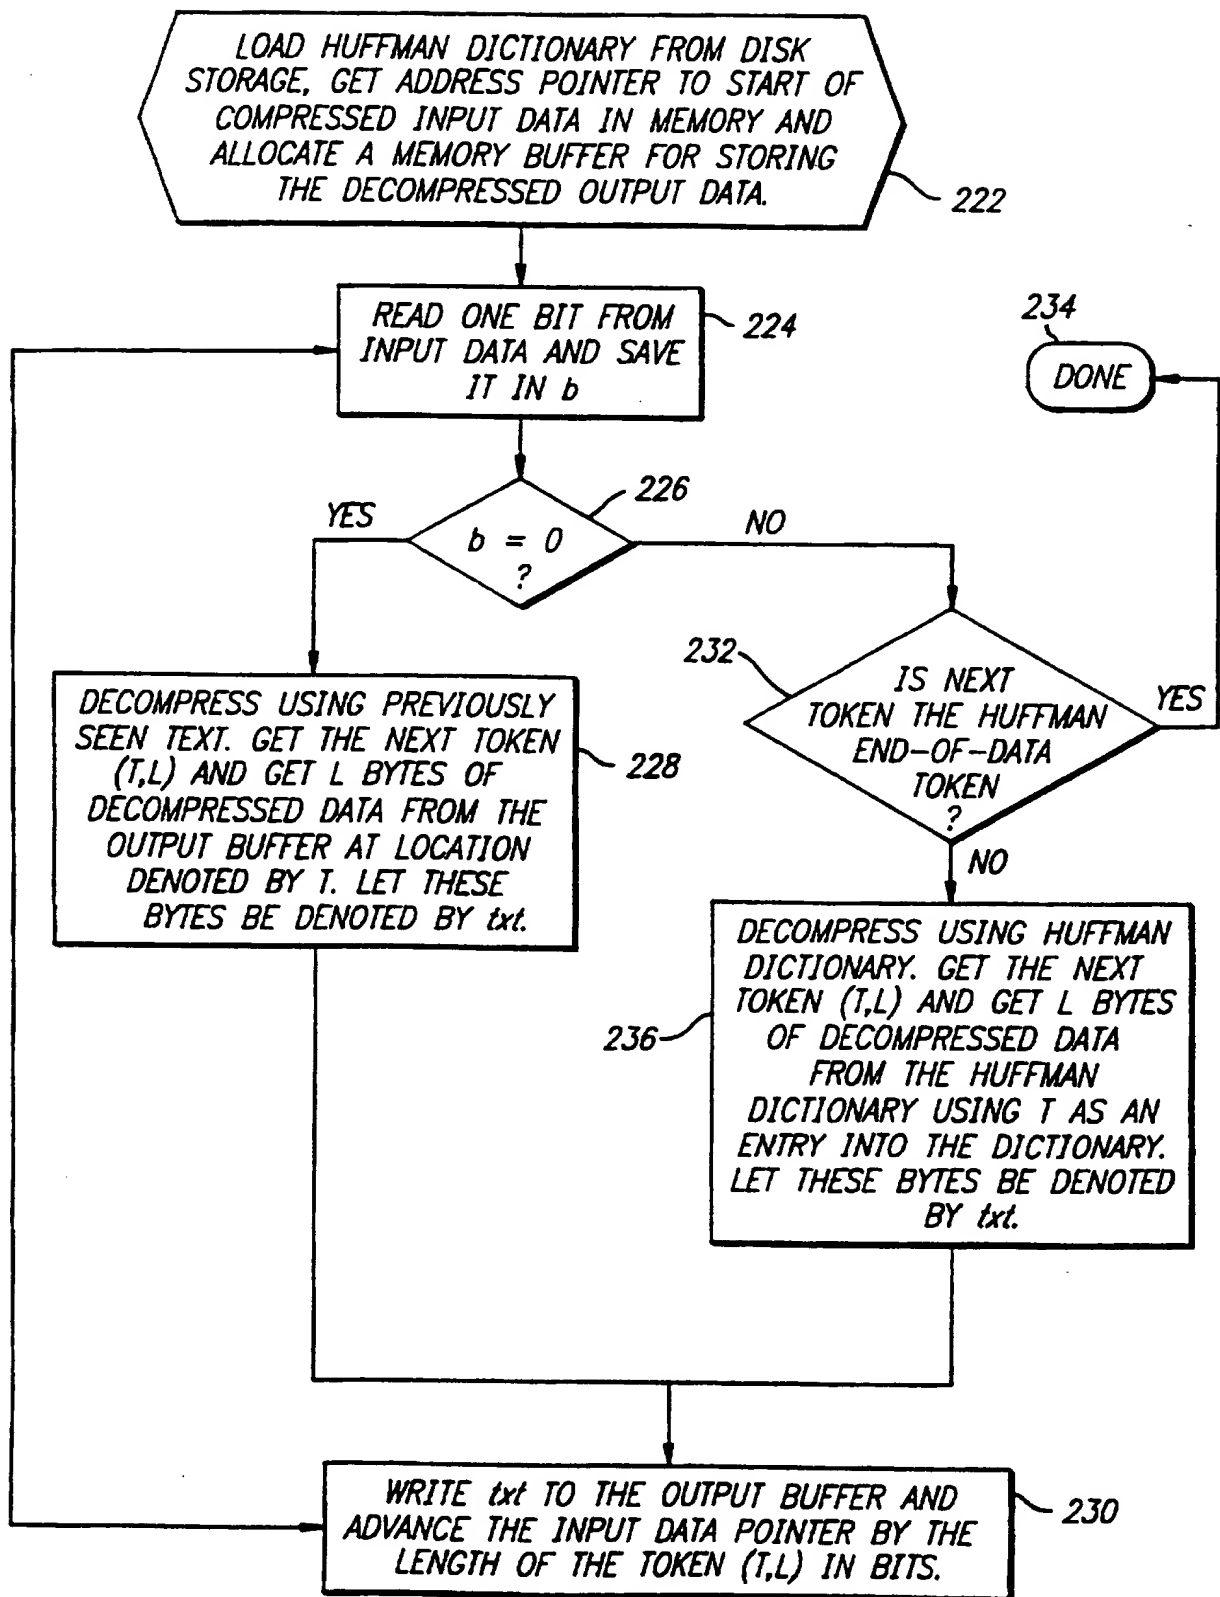 LOAD HUFFMAN DICTIONARY FROM DISK
STORAGE, GET ADDRESS POINTER TO START OF
COMPRESSED INPUT DATA IN MEMORY AND
ALLOCATE A MEMORY BUFFER FOR STORING
THE DECOMPRESSED OUTPUT DATA.
222
READ ONE BIT FROM
INPUT DATA AND SAVE
IT IN b
224
234
DONE
226
YES
b = 0
?
NO
232
IS NEXT
TOKEN THE HUFFMAN
END-OF-DATA
TOKEN
?
YES
NO
DECOMPRESS USING PREVIOUSLY
SEEN TEXT. GET THE NEXT TOKEN
(T,L) AND GET L BYTES OF
DECOMPRESSED DATA FROM THE
OUTPUT BUFFER AT LOCATION
DENOTED BY T. LET THESE
BYTES BE DENOTED BY txt.
228
DECOMPRESS USING HUFFMAN
DICTIONARY. GET THE NEXT
TOKEN (T,L) AND GET L BYTES
OF DECOMPRESSED DATA
FROM THE HUFFMAN
DICTIONARY USING T AS AN
ENTRY INTO THE DICTIONARY.
LET THESE BYTES BE DENOTED
BY txt.
236
WRITE txt TO THE OUTPUT BUFFER AND
ADVANCE THE INPUT DATA POINTER BY THE
LENGTH OF THE TOKEN (T,L) IN BITS.
230